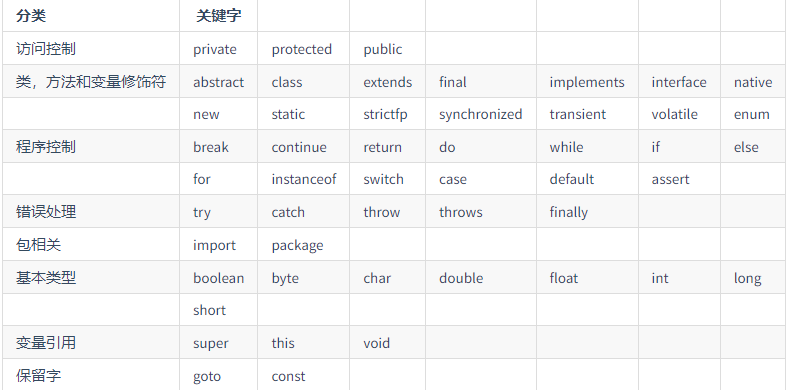 分类 关键字
访问控制 private protected public
类，方法和变量修饰符 abstract class extends final implements interface native
new static strictfp synchronized transient volatile enum
程序控制 break continue return do while if else
for instanceof switch case default assert
错误处理 try catch throw throws finally
包相关 import package
基本类型 boolean byte char double float int long
short
变量引用 super this void
保留字 goto const